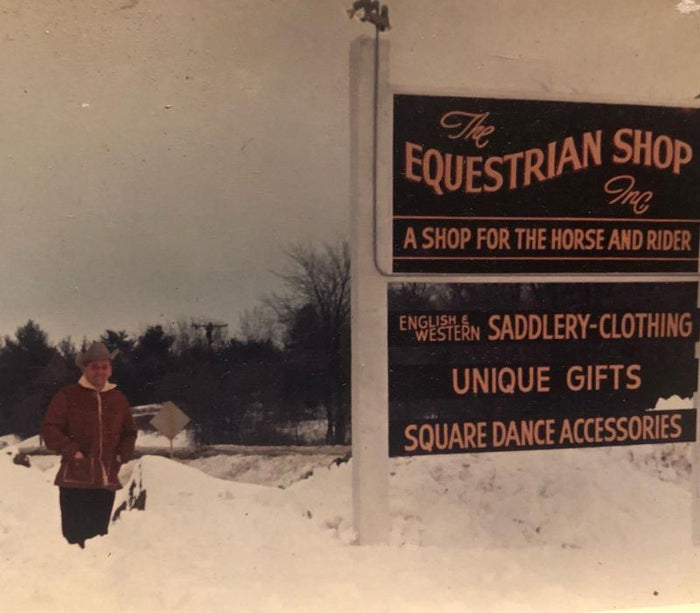 The
EQUESTRIAN SHOP
Inc
A SHOP FOR THE HORSE AND RIDER
ENGLISH &
WESTERN SADDLERY-CLOTHING
UNIQUE GIFTS
SQUARE DANCE ACCESSORIES